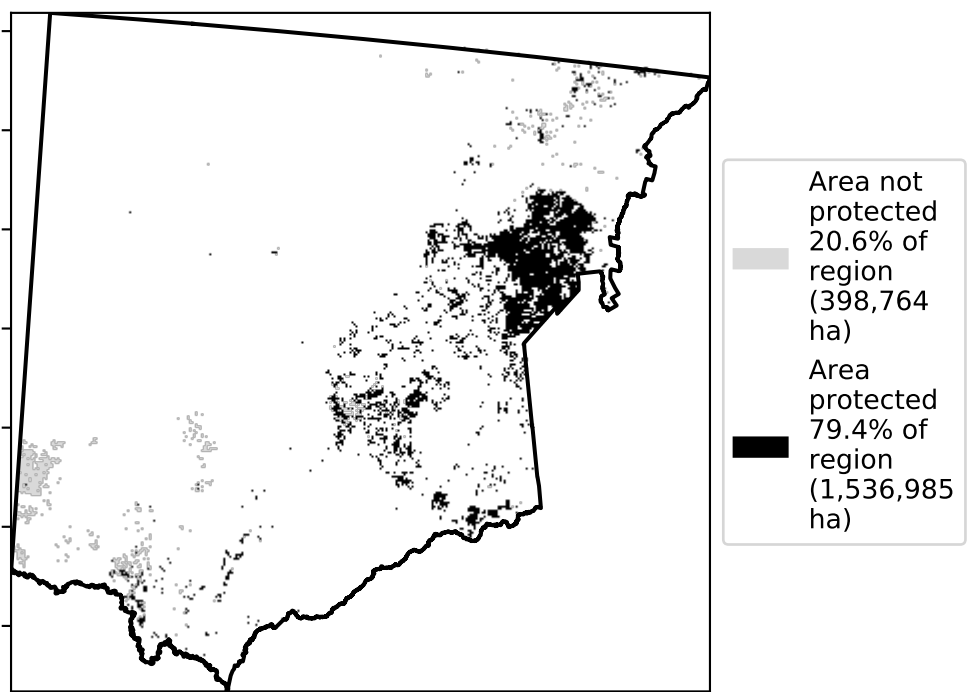 Area not
protected
20.6% of
region
(398,764
ha)
Area
protected
79.4% of
region
(1,536,985
ha)